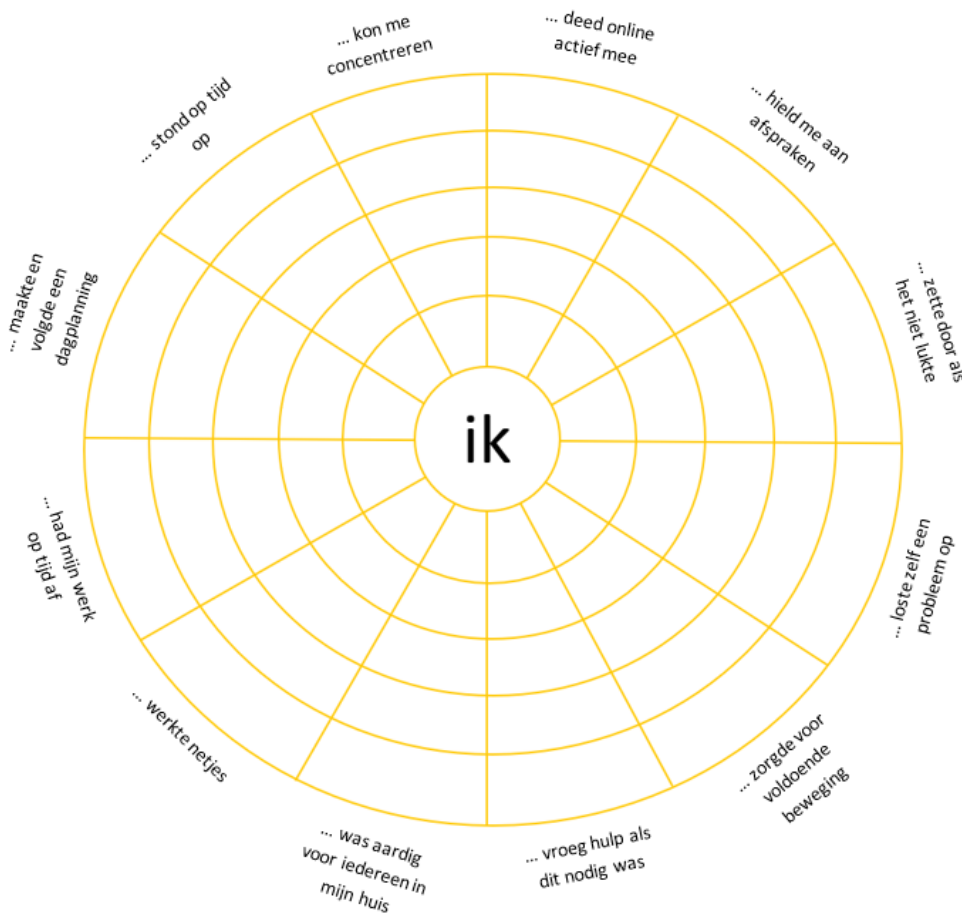 ... deed online
actief mee
... hield me aan
afspraken
... zette door als
het niet lukte
... loste zelf een
probleem op
... zorgde voor
voldoende
beweging
... vroeg hulp als
dit nodig was
... was aardig
voor iedereen in
mijn huis
... werkte netjes
... had mijn werk
op tijd af
... maakte en
volgde een
dagplanning
... stond op tijd
op
... kon me
concentreren
ik